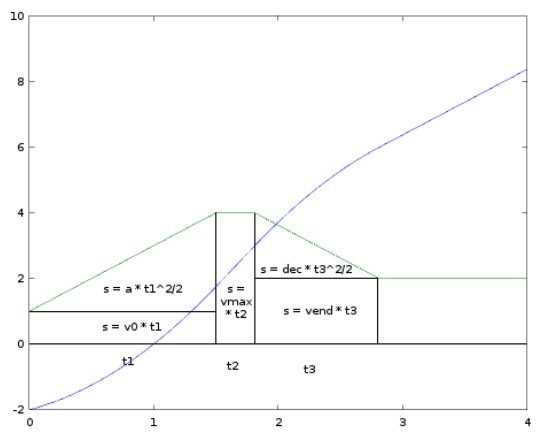 10
8
6
4
s = dec * t3^2/2
2
s = a * t1^2/2
s =
vmax
* t2
s = vend * t3
s = v0 * t1
0
t1
t2
t3
-2
0
1
2
3
4